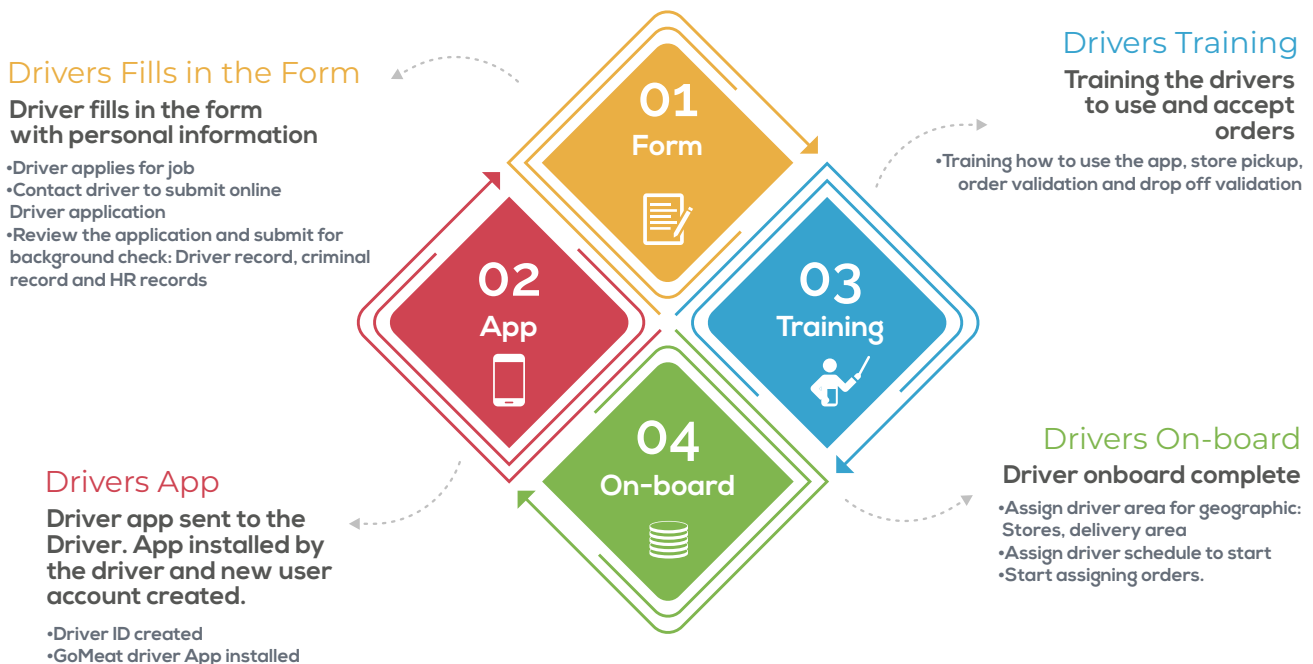 Drivers Fills in the Form
Driver fills in the form
with personal information
•Driver applies for job
•Contact driver to submit online
Driver application
•Review the application and submit for
background check: Driver record, criminal
record and HR records
01
Form
Drivers Training
Training the drivers
to use and accept
orders
•Training how to use the app, store pickup,
order validation and drop off validation
02
App
03
Training
04
On-board
Drivers App
Driver app sent to the
Driver. App installed by
the driver and new user
account created.
•Driver ID created
•GoMeat driver App installed
Drivers On-board
Driver onboard complete
•Assign driver area for geographic:
Stores, delivery area
•Assign driver schedule to start
•Start assigning orders.